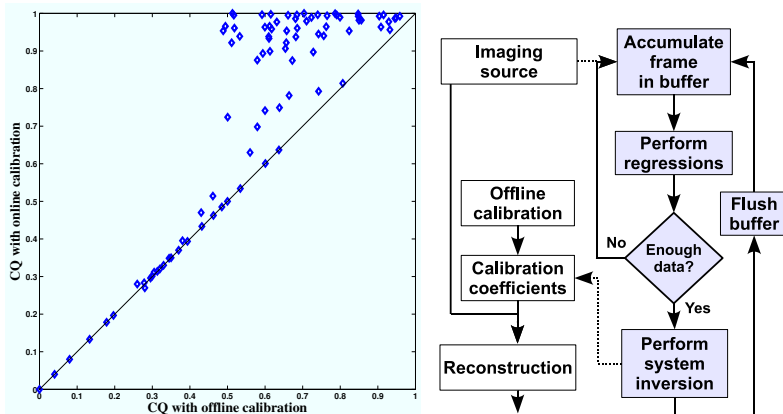 1
0.9
0.8
0.7
0.6
0.5
0.4
0.3
0.2
0.1
0
0 0.1 0.2 0.3 0.4 0.5 0.6 0.7 0.8 0.9 1
CQ with online calibration
CQ with offline calibration
Imaging
source
Accumulate
frame
in buffer
Perform
regressions
Offline
calibration
Flush
buffer
No
Enough
data?
Calibration
coefficients
Yes
Reconstruction
Perform
system
inversion